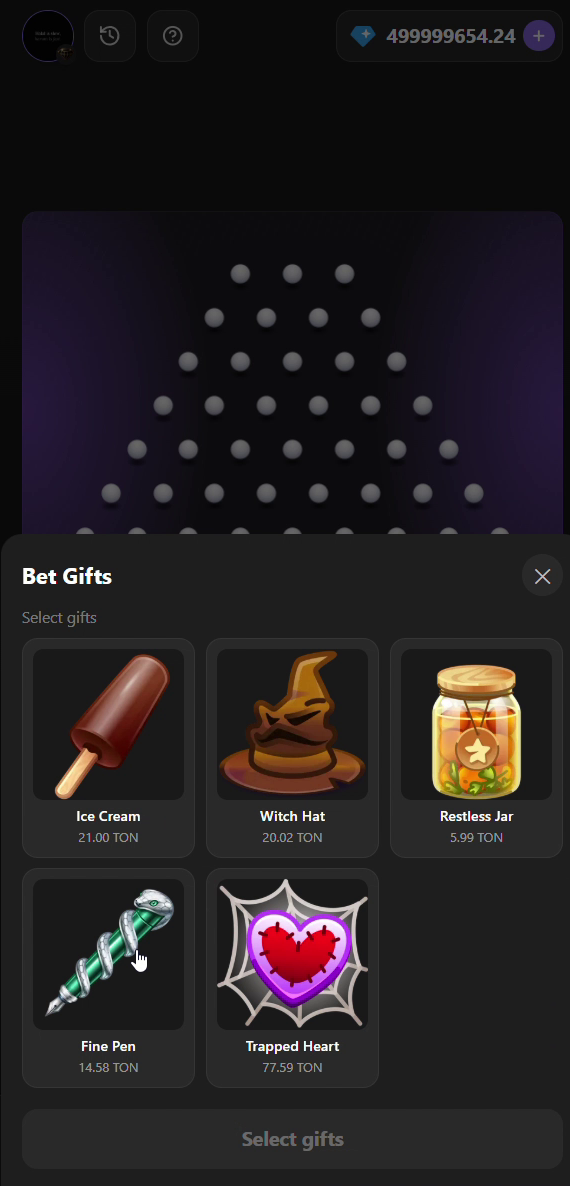 499999654.24
Bet Gifts
Select gifts
Ice Cream
21.00 TON
Witch Hat
20.02 TON
Restless Jar
5.99 TON
Fine Pen
14.58 TON
Trapped Heart
77.59 TON
Select gifts